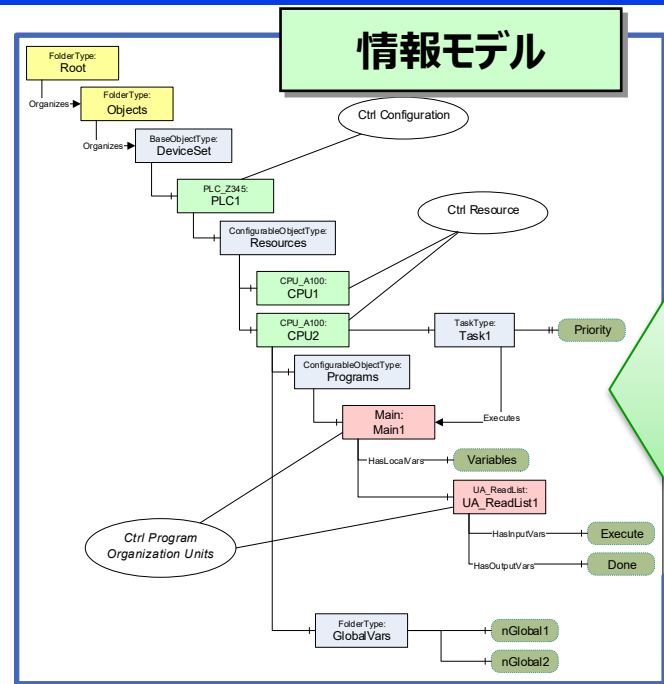 情報モデル
FolderType:
Root
Organizes
FolderType:
Objects
Organizes
BaseObjectType:
DeviceSet
Ctrl Configuration
PLC_Z345:
PLC1
Ctrl Resource
ConfigurableObjectType:
Resources
CPU_A100:
CPU1
CPU_A100:
CPU2
TaskType:
Task1
Priority
ConfigurableObjectType:
Programs
Executes
Main:
Main1
HasLocalVars
Variables
UA_ReadList:
UA_ReadList1
Ctrl Program
Organization Units
HasInputVars
Execute
HasOutputVars
Done
FolderType:
GlobalVars
nGlobal1
nGlobal2